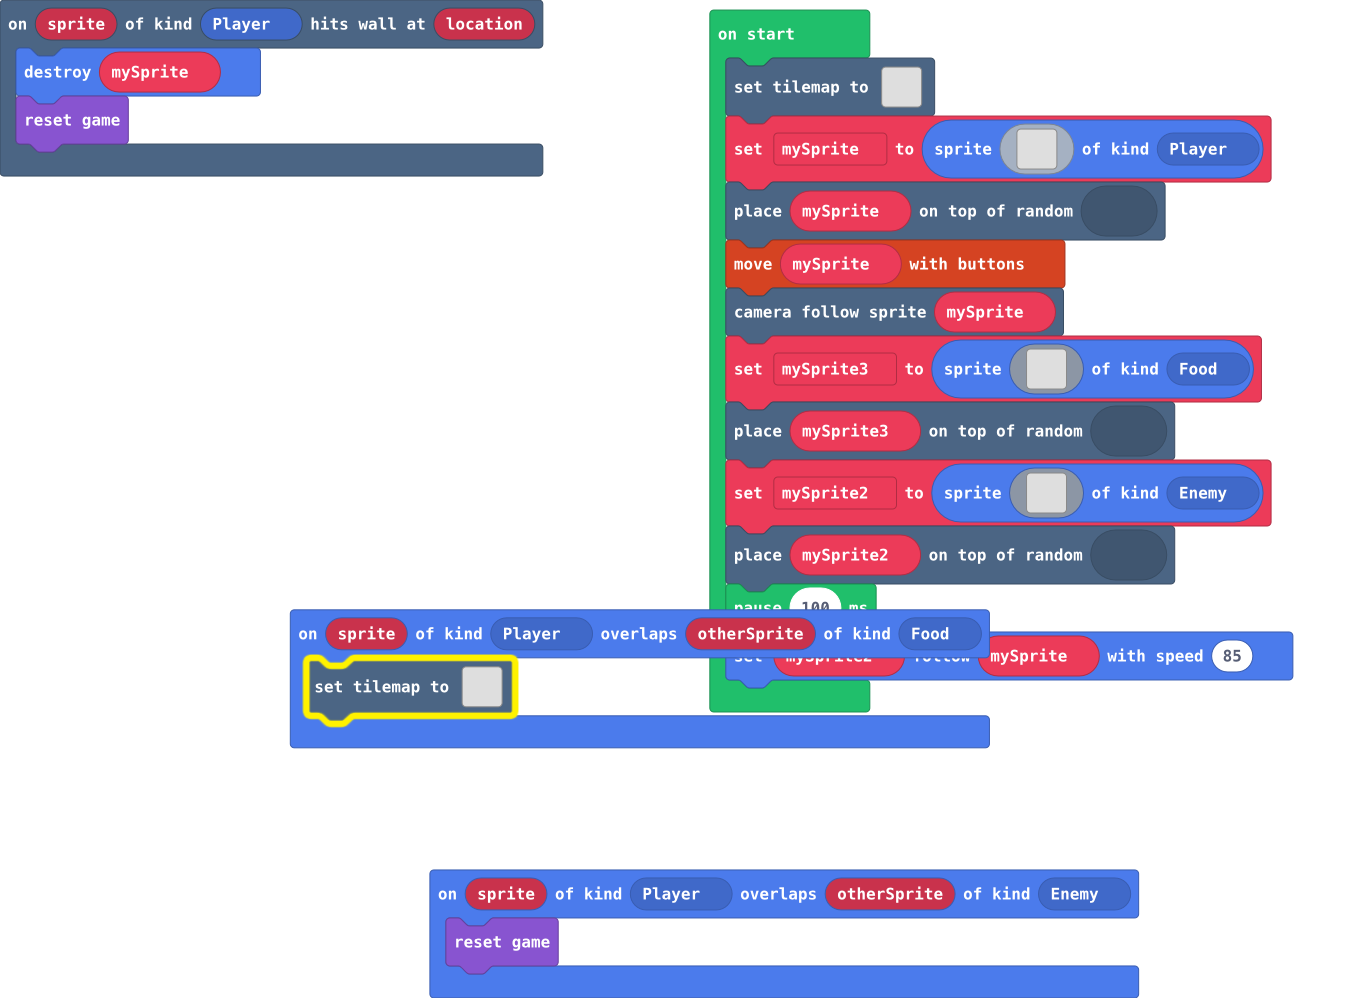 on sprite of kind Player hits wall at location
destroy mySprite
reset game
on start
set tilemap to
set mySprite to sprite of kind Player
place mySprite on top of random
move mySprite with buttons
camera follow sprite mySprite
set mySprite3 to sprite of kind Food
place mySprite3 on top of random
set mySprite2 to sprite of kind Enemy
place mySprite2 on top of random
pause 100 ms
set mySprite2 follow mySprite with speed 85
on sprite of kind Player overlaps otherSprite of kind Food
set tilemap to
on sprite of kind Player overlaps otherSprite of kind Enemy
reset game